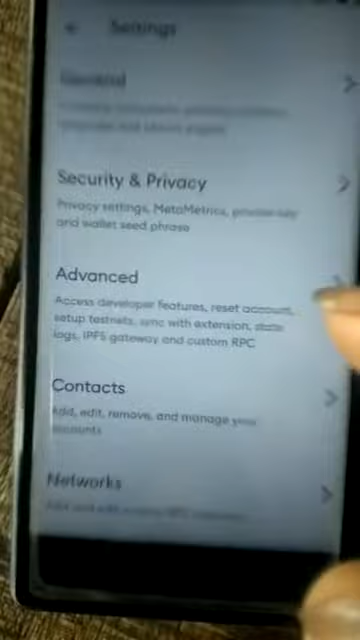 Settings
General
Security & Privacy
Privacy settings, MetaMetrics, private key
and wallet seed phrase
Advanced
Access developer features, reset account,
setup testnets, sync with extension, state
logs, IPFS gateway and custom RPC
Contacts
Add, edit, remove, and manage your
accounts
Networks